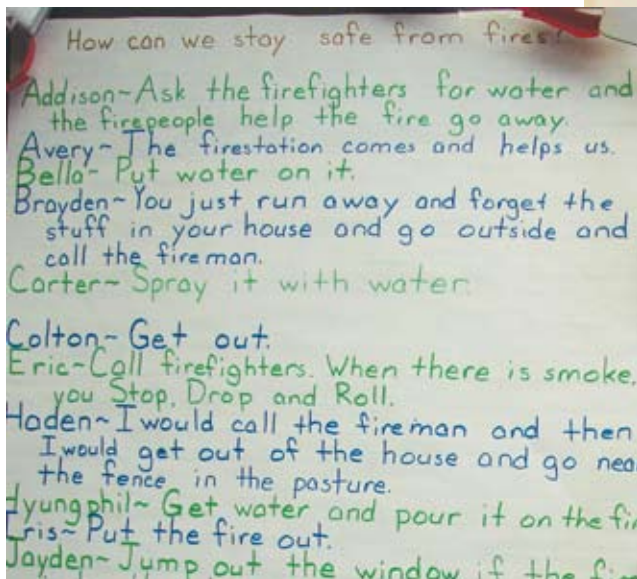 How can we stay safe from fires?
Addison~Ask the firefighters for water and
the firepeople help the fire go away.
Avery~The firestation comes and helps us.
Bella~Put water on it.
Brayden~You just run away and forget the
stuff in your house and go outside and
call the fireman.
Carter~Spray it with water.
Colton~Get out.
Eric~Call firefighters. When there is smoke,
you Stop, Drop and Roll.
Haden~I would call the fireman and then
I would get out of the house and go
the fence in the pasture.
Hyungphil~Get water and pour it on the
Iris~Put the fire out.
Jayden~Jump out the window if the